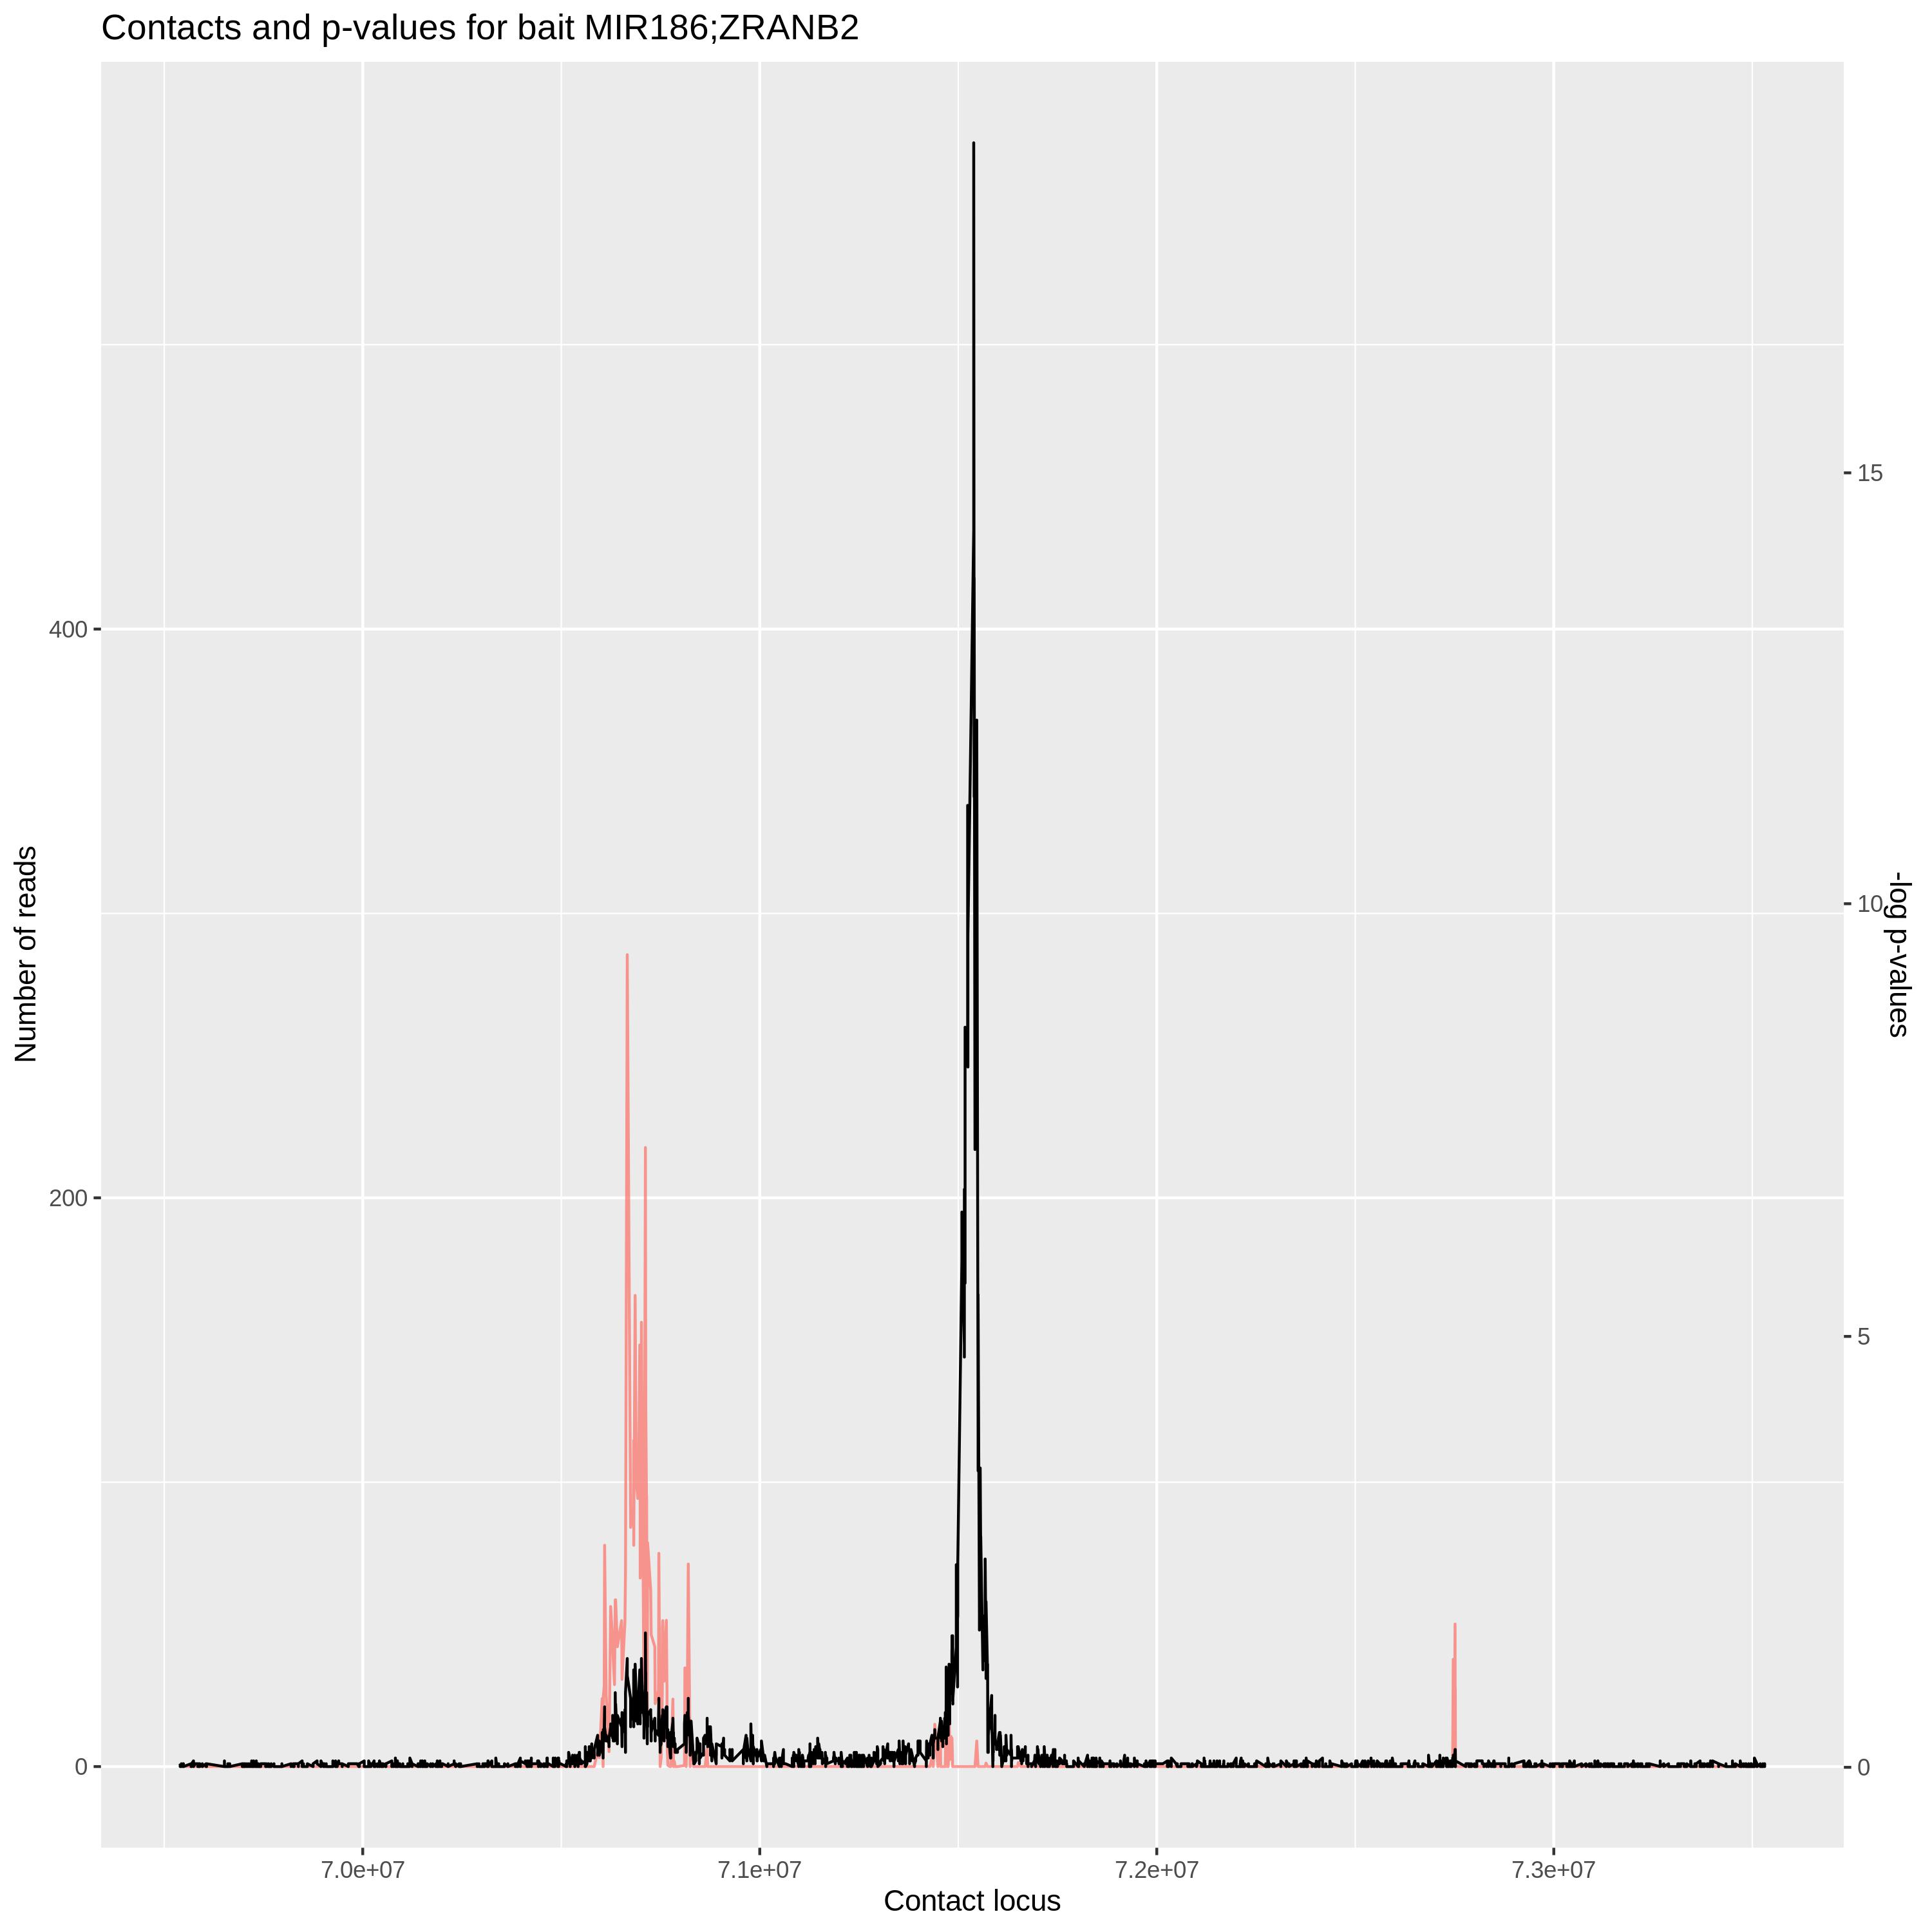 Contacts and p-values for bait MIR186;ZRANB2
Number of reads
400
200
0
15
10
5
0
-log p-values
7.0e+07
7.1e+07
7.2e+07
7.3e+07
Contact locus